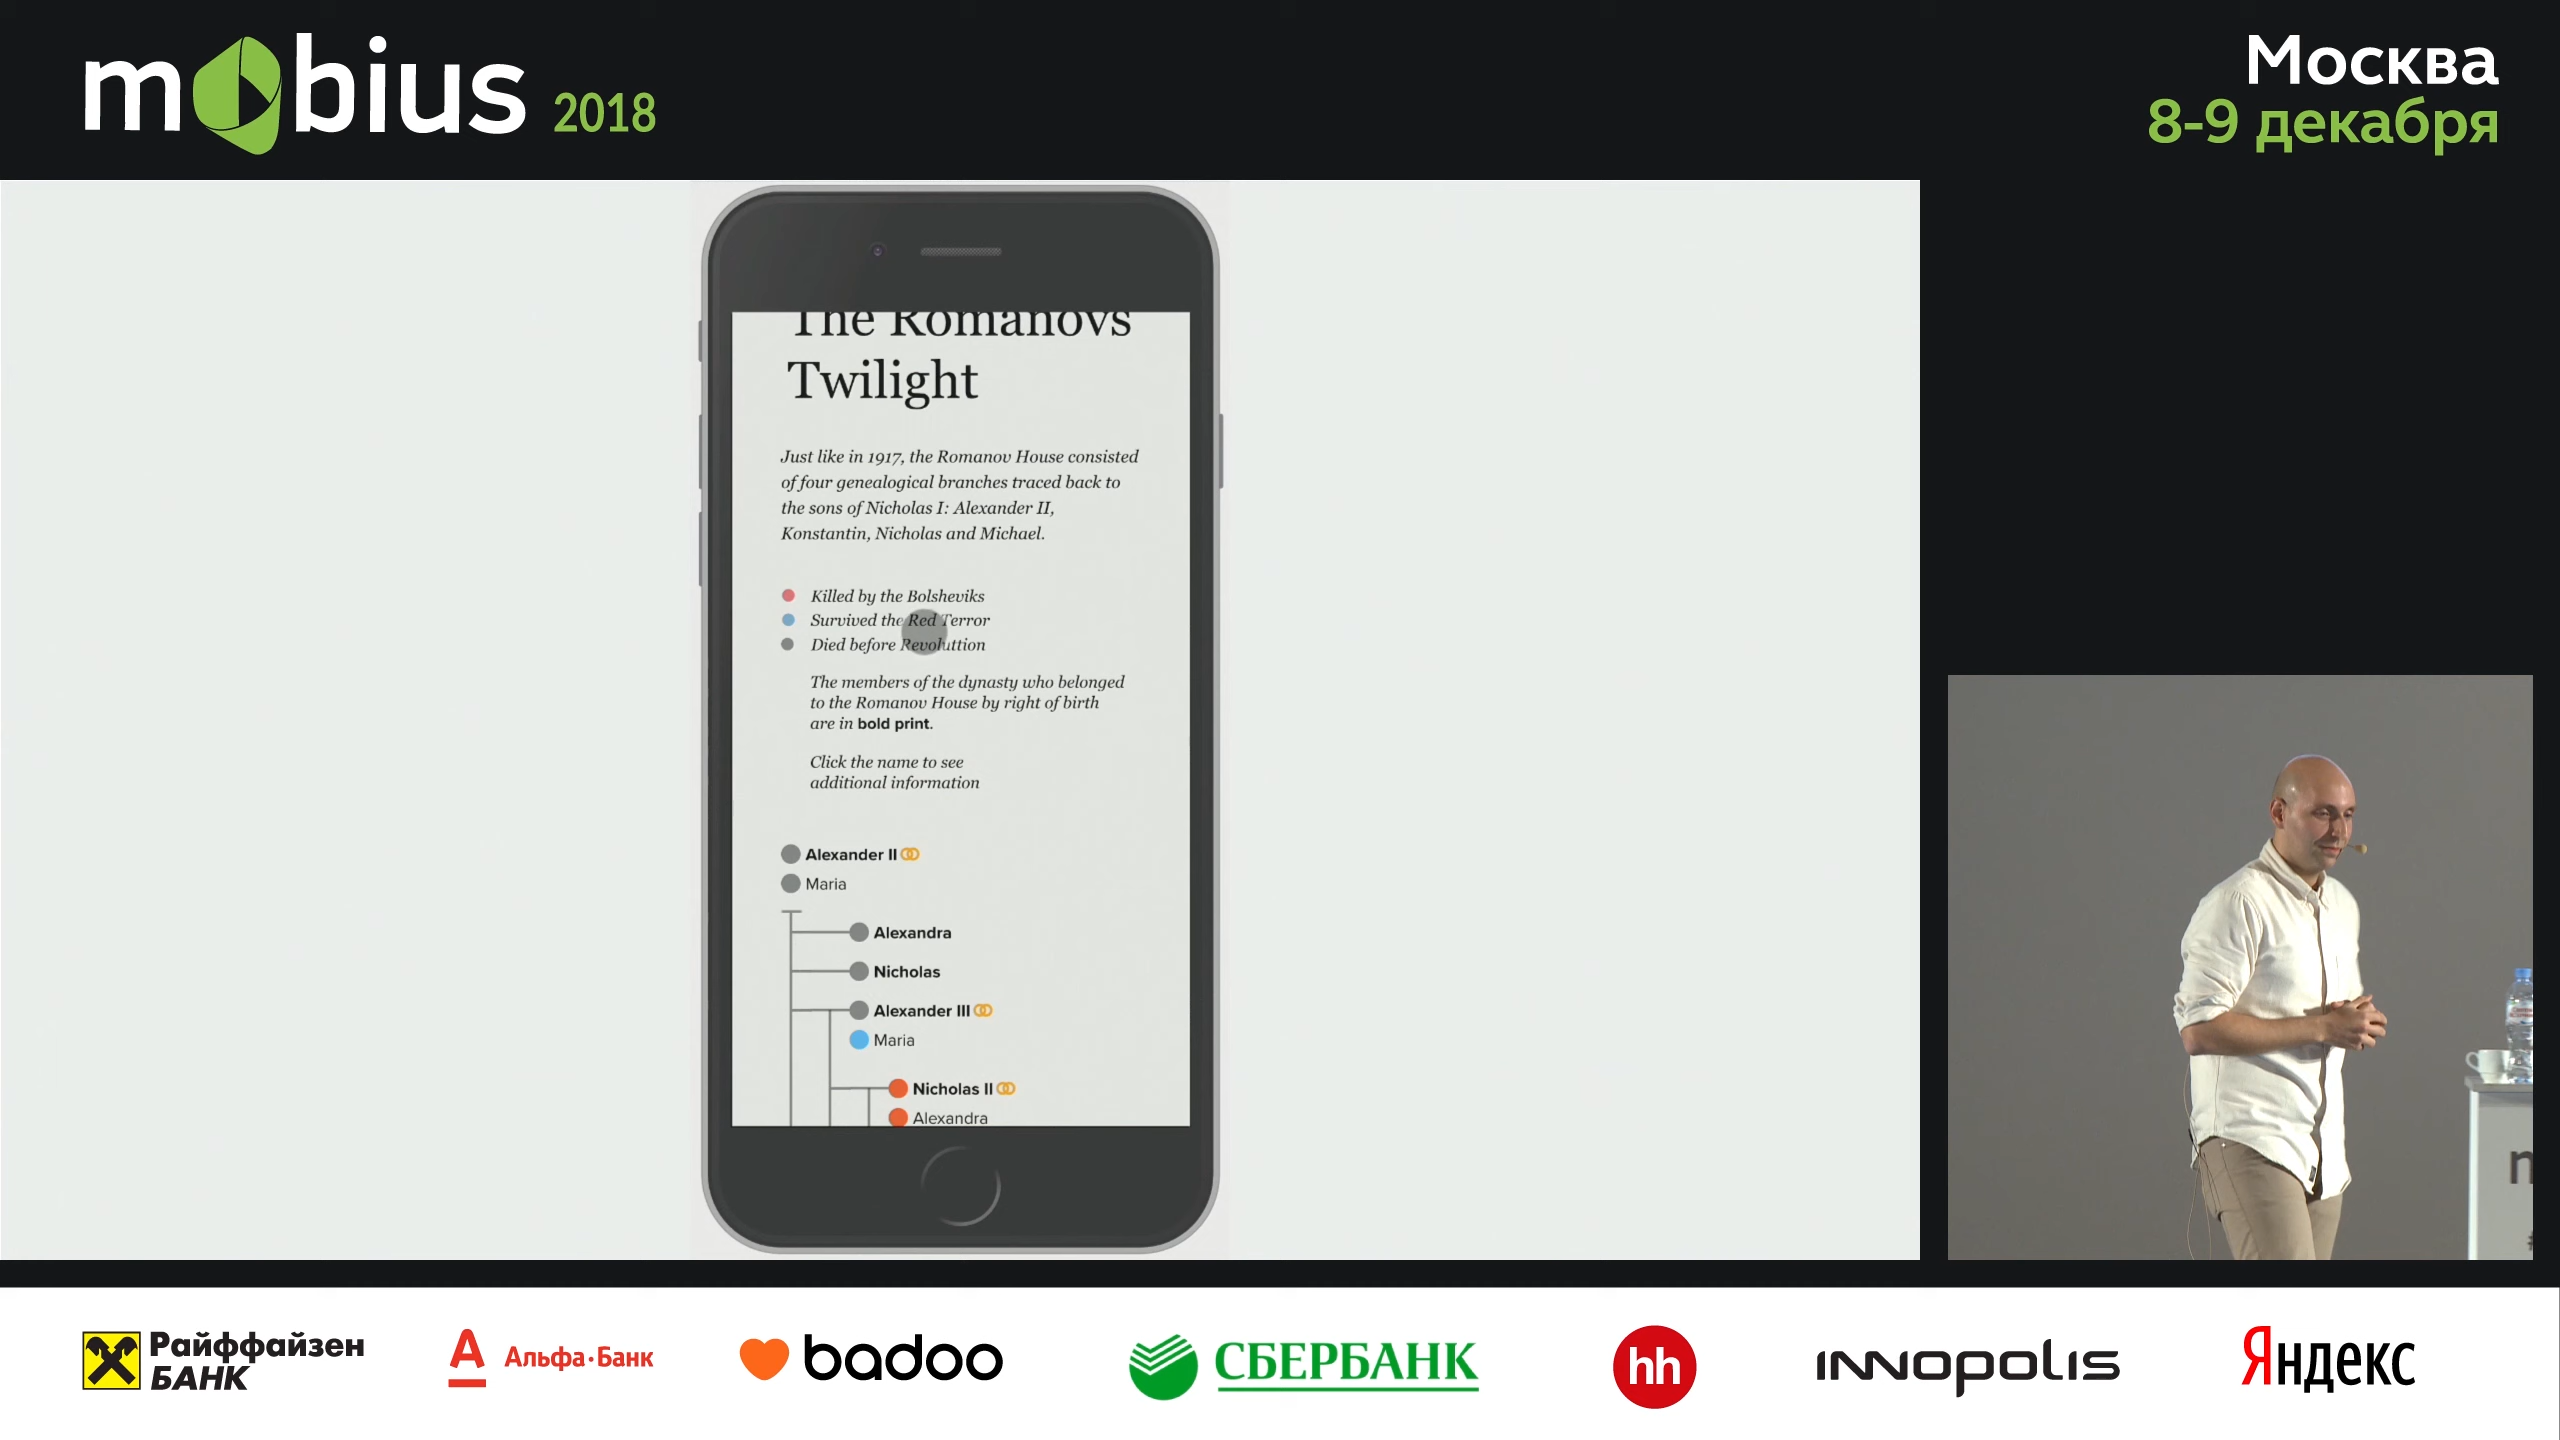 mobius 2018
Москва
8-9 декабря
The Romanovs
Twilight
Just like in 1917, the Romanov House consisted
of four genealogical branches traced back to
the sons of Nicholas I: Alexander II,
Konstantin, Nicholas and Michael.
Killed by the Bolsheviks
Survived the Red Terror
Died before Revoluttion
The members of the dynasty who belonged
to the Romanov House by right of birth
are in bold print.
Click the name to see
additional information
Alexander II
Maria
Alexandra
Nicholas
Alexander III
Maria
Nicholas II
Alexandra
Райффайзен
БАНК
Альфа·Банк
badoo
СБЕРБАНК
hh
INNOPOLIS
Яндекс